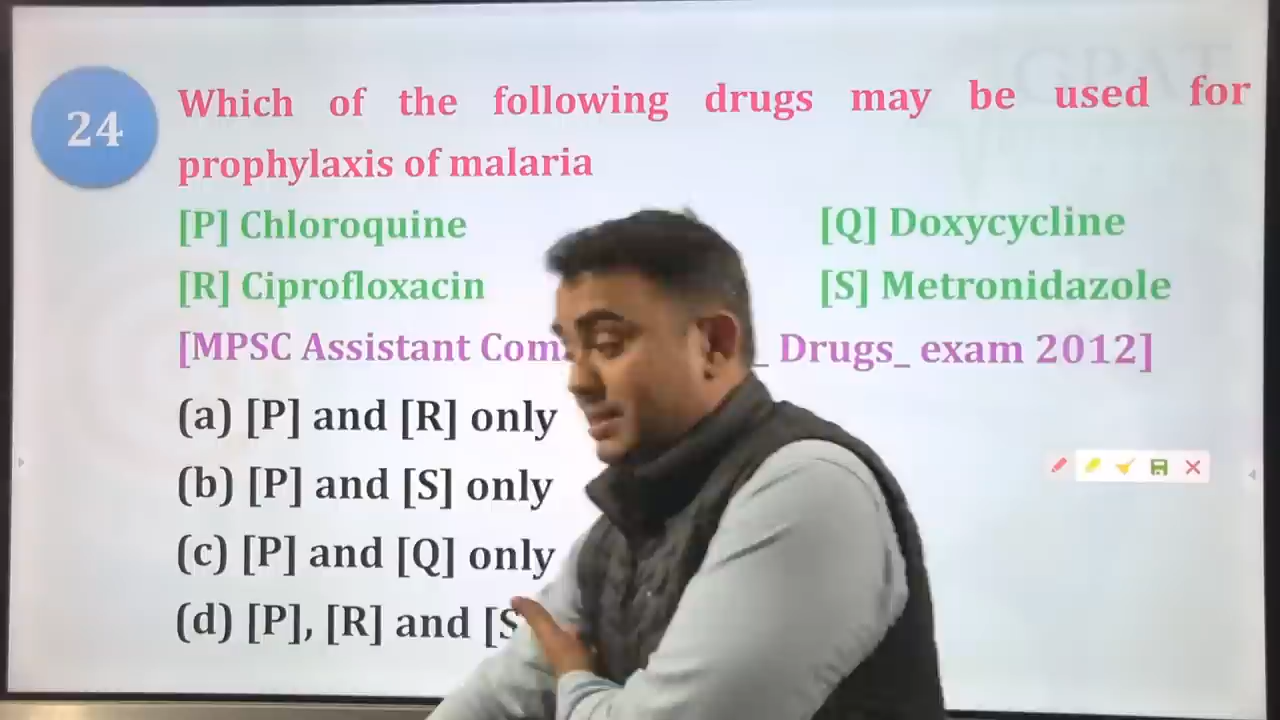 GPAT
24
Which of the following drugs may be used for
prophylaxis of malaria
[P] Chloroquine [Q] Doxycycline
[R] Ciprofloxacin [S] Metronidazole
[MPSC Assistant _ Drugs_ exam 2012]
(a) [P] and [R] only
(b) [P] and [S] only
(c) [P] and [Q] only
(d) [P], [R] and [S